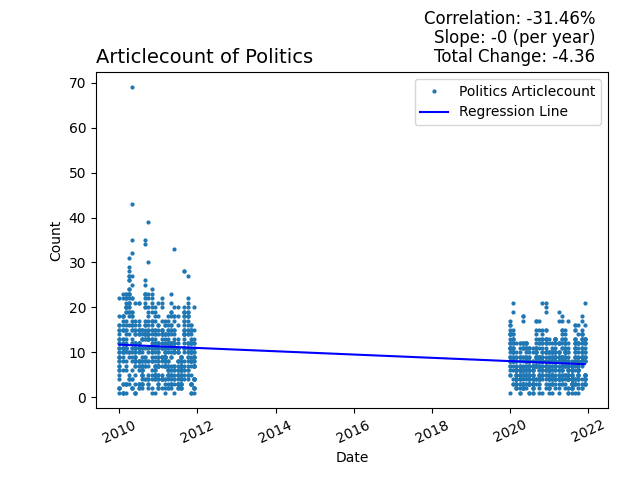 Correlation: -31.46%
Slope: -0 (per year)
Total Change: -4.36
Articlecount of Politics
Politics Articlecount
Regression Line
70
60
50
40
30
20
10
0
Count
2010
2012
2014
2016
2018
2020
2022
Date